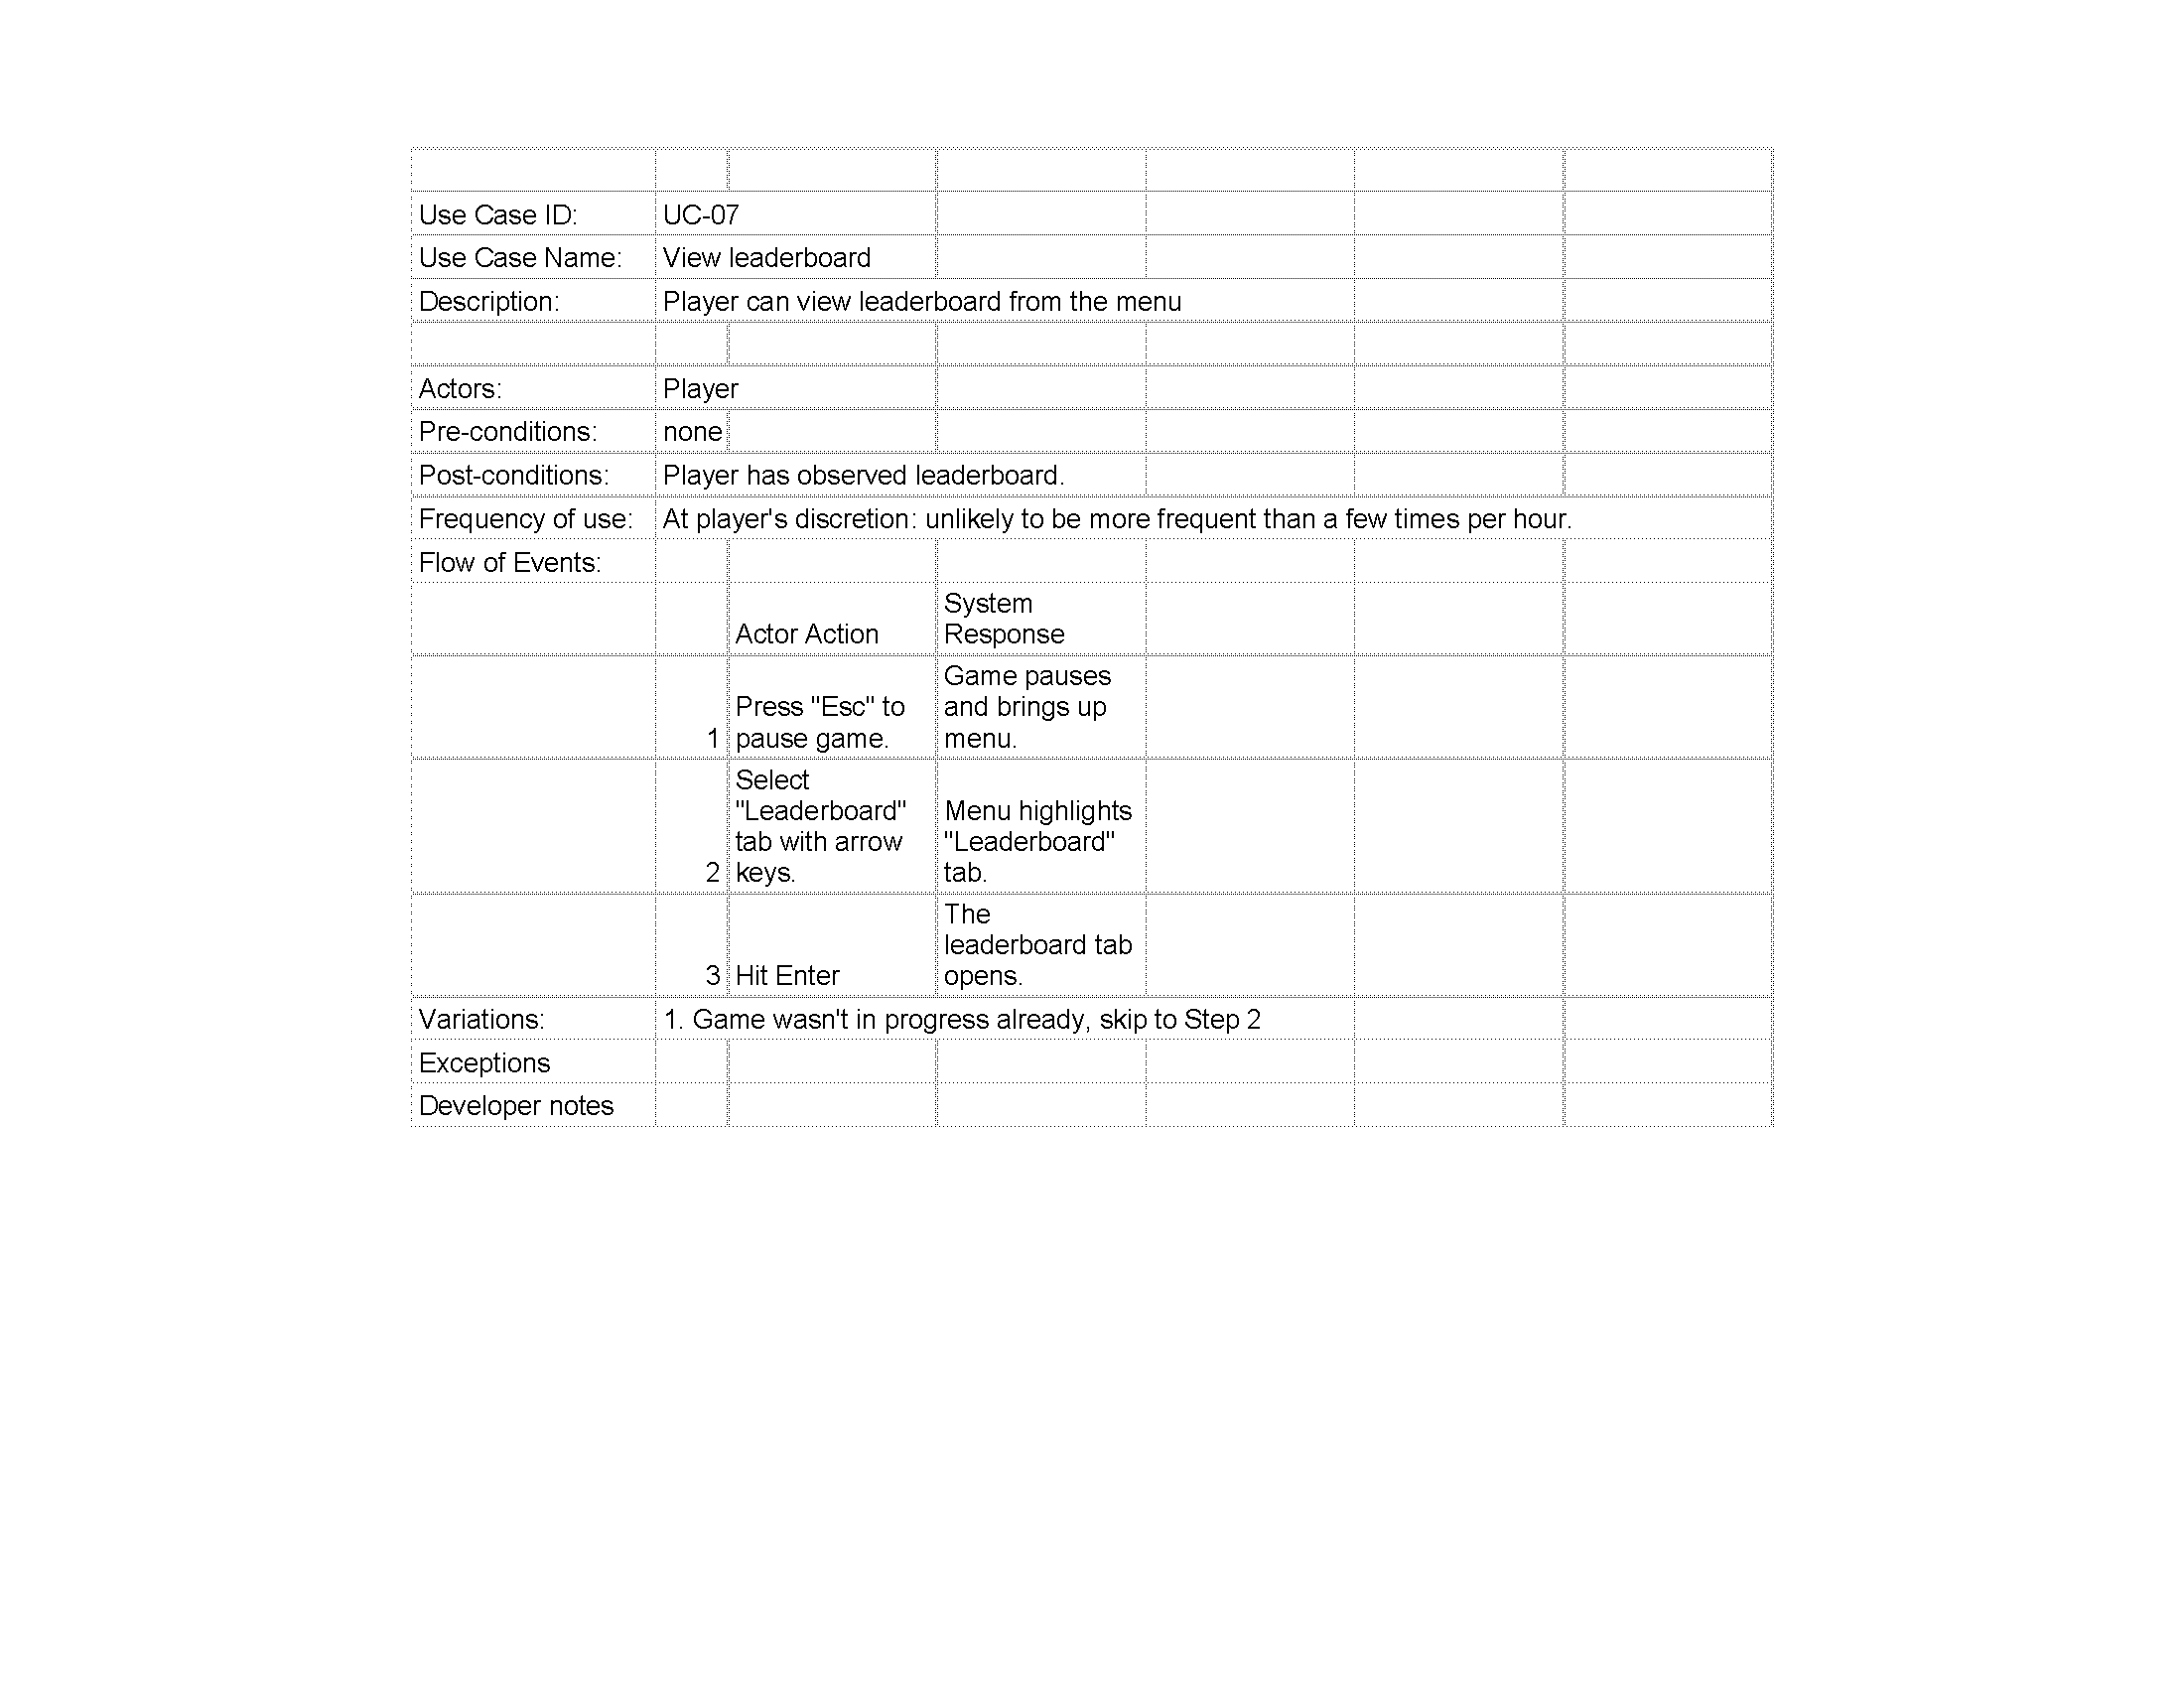 Use Case ID: UC-07
Use Case Name: View leaderboard
Description: Player can view leaderboard from the menu
Actors: Player
Pre-conditions: none
Post-conditions: Player has observed leaderboard.
Frequency of use: At player's discretion: unlikely to be more frequent than a few times per hour.
Flow of Events:
Actor Action
System
Response
1
Press "Esc" to
pause game.
Game pauses
and brings up
menu.
2
Select
"Leaderboard"
tab with arrow
keys.
Menu highlights
"Leaderboard"
tab.
3
Hit Enter
The
leaderboard tab
opens.
Variations: 1. Game wasn't in progress already, skip to Step 2
Exceptions
Developer notes